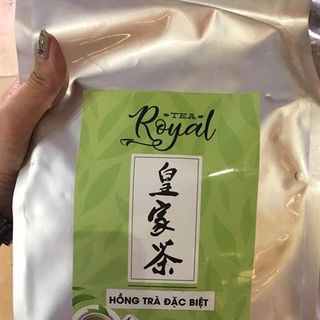 TEA
Royal
皇家茶
HỒNG TRÀ ĐẶC BIỆT